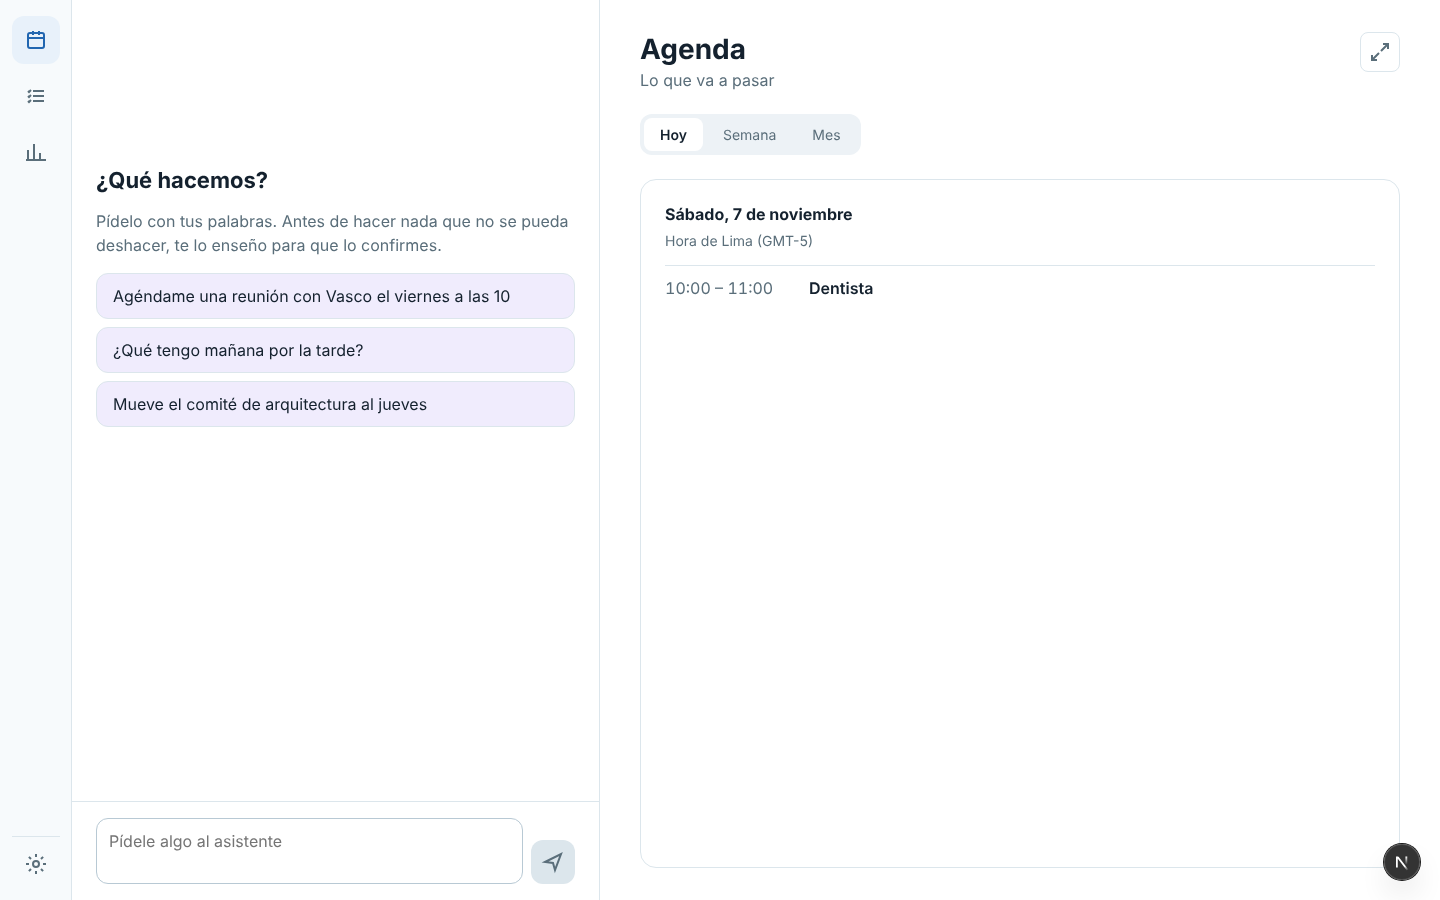 ¿Qué hacemos?
Pídelo con tus palabras. Antes de hacer nada que no se pueda
deshacer, te lo enseño para que lo confirmes.
Agéndame una reunión con Vasco el viernes a las 10
¿Qué tengo mañana por la tarde?
Mueve el comité de arquitectura al jueves
Pídele algo al asistente
Agenda
Lo que va a pasar
Hoy Semana Mes
Sábado, 7 de noviembre
Hora de Lima (GMT-5)
10:00 – 11:00 Dentista
N